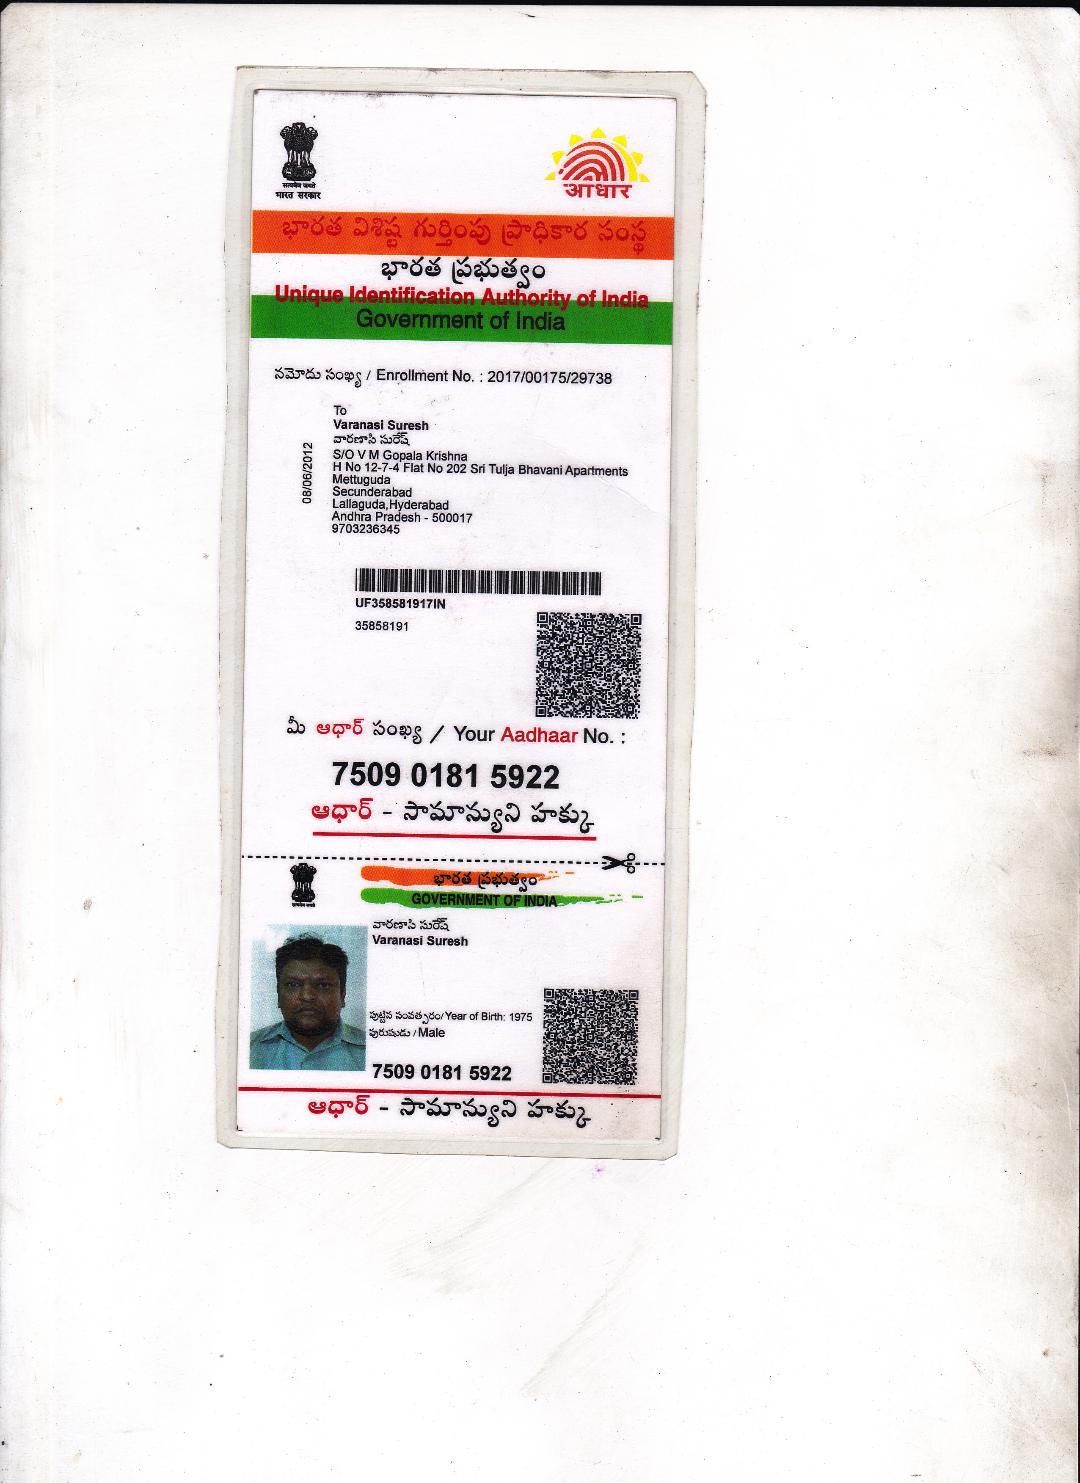 सत्यमेव जयते
भारत सरकार
आधार
భారత విశిష్ట గుర్తింపు ప్రాధికార సంస్థ
భారత ప్రభుత్వం
Unique Identification Authority of India
Government of India
నమోదు సంఖ్య / Enrollment No. : 2017/00175/29738
08/06/2012
To
Varanasi Suresh
వారణాసి సురేష్
S/O V M Gopala Krishna
H No 12-7-4 Flat No 202 Sri Tulja Bhavani Apartments
Mettuguda
Secunderabad
Lallaguda,Hyderabad
Andhra Pradesh - 500017
9703236345
UF358581917IN
35858191
మీ ఆధార్ సంఖ్య / Your Aadhaar No. :
7509 0181 5922
ఆధార్ - సామాన్యుని హక్కు
భారత ప్రభుత్వం
GOVERNMENT OF INDIA
వారణాసి సురేష్
Varanasi Suresh
పుట్టిన సంవత్సరం/Year of Birth: 1975
పురుషుడు / Male
7509 0181 5922
ఆధార్ - సామాన్యుని హక్కు